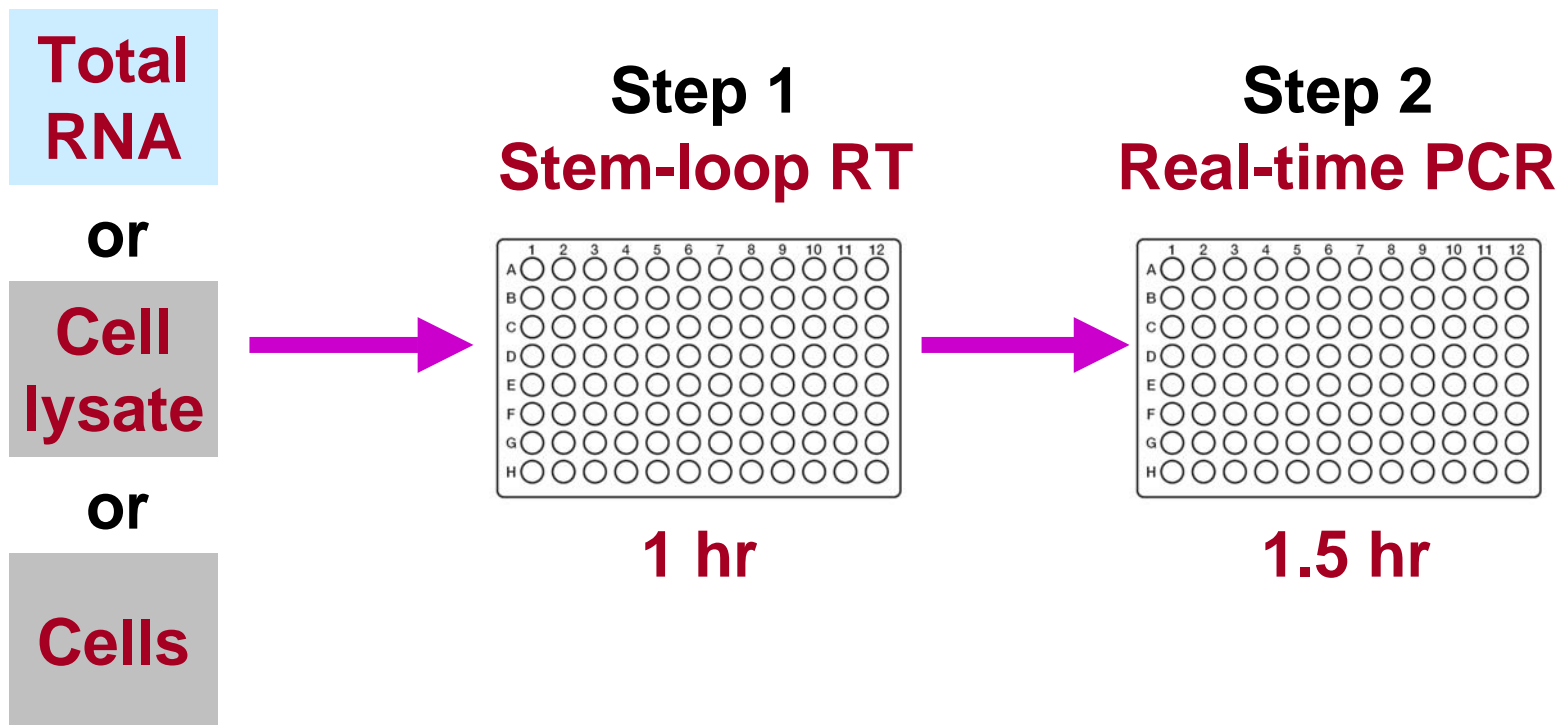 Total
RNA
or
Cell
lysate
or
Cells
Step 1
Stem-loop RT
1 2 3 4 5 6 7 8 9 10 11 12
A
B
C
D
E
F
G
H
1 hr
Step 2
Real-time PCR
1 2 3 4 5 6 7 8 9 10 11 12
A
B
C
D
E
F
G
H
1.5 hr